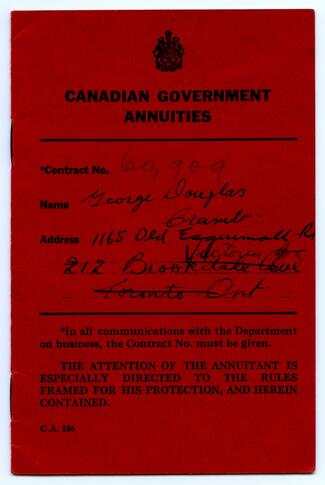 CANADIAN GOVERNMENT
ANNUITIES
*Contract No. 60,909
Name George Douglas
Cramb
Address 1165 Old Esquimalt Rd
Victoria, B.C.
212 Brookdale Ave
Toronto Ont
*In all communications with the Department
on business, the Contract No. must be given.
THE ATTENTION OF THE ANNUITANT IS
ESPECIALLY DIRECTED TO THE RULES
FRAMED FOR HIS PROTECTION, AND HEREIN
CONTAINED.
G.A. 106